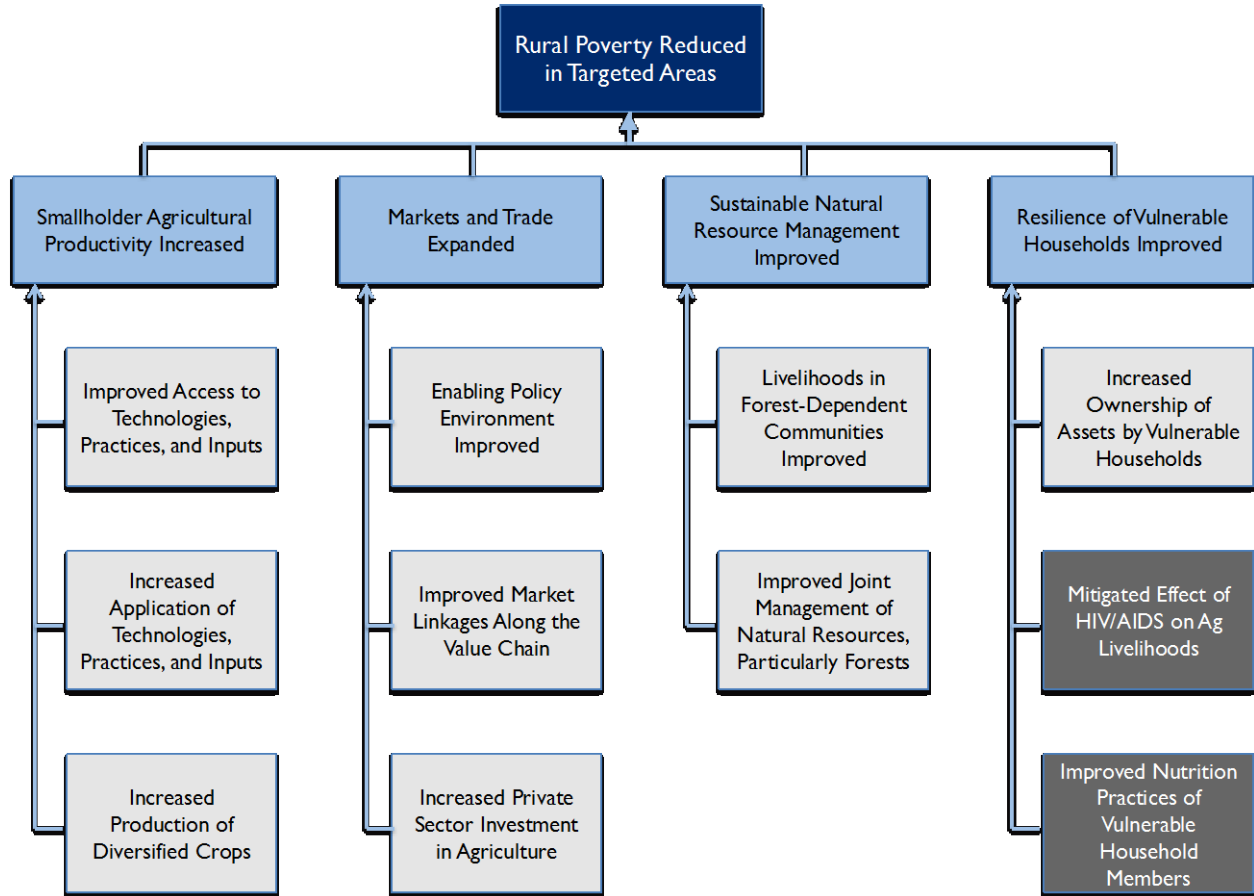 Rural Poverty Reduced
in Targeted Areas
Smallholder Agricultural
Productivity Increased
Markets and Trade
Expanded
Sustainable Natural
Resource Management
Improved
Resilience of Vulnerable
Households Improved
Improved Access to
Technologies,
Practices, and Inputs
Enabling Policy
Environment
Improved
Livelihoods in
Forest-Dependent
Communities
Improved
Increased
Ownership of
Assets by Vulnerable
Households
Increased
Application of
Technologies,
Practices, and Inputs
Improved Market
Linkages Along the
Value Chain
Improved Joint
Management of
Natural Resources,
Particularly Forests
Mitigated Effect of
HIV/AIDS on Ag
Livelihoods
Increased
Production of
Diversified Crops
Increased Private
Sector Investment
in Agriculture
Improved Nutrition
Practices of
Vulnerable
Household
Members